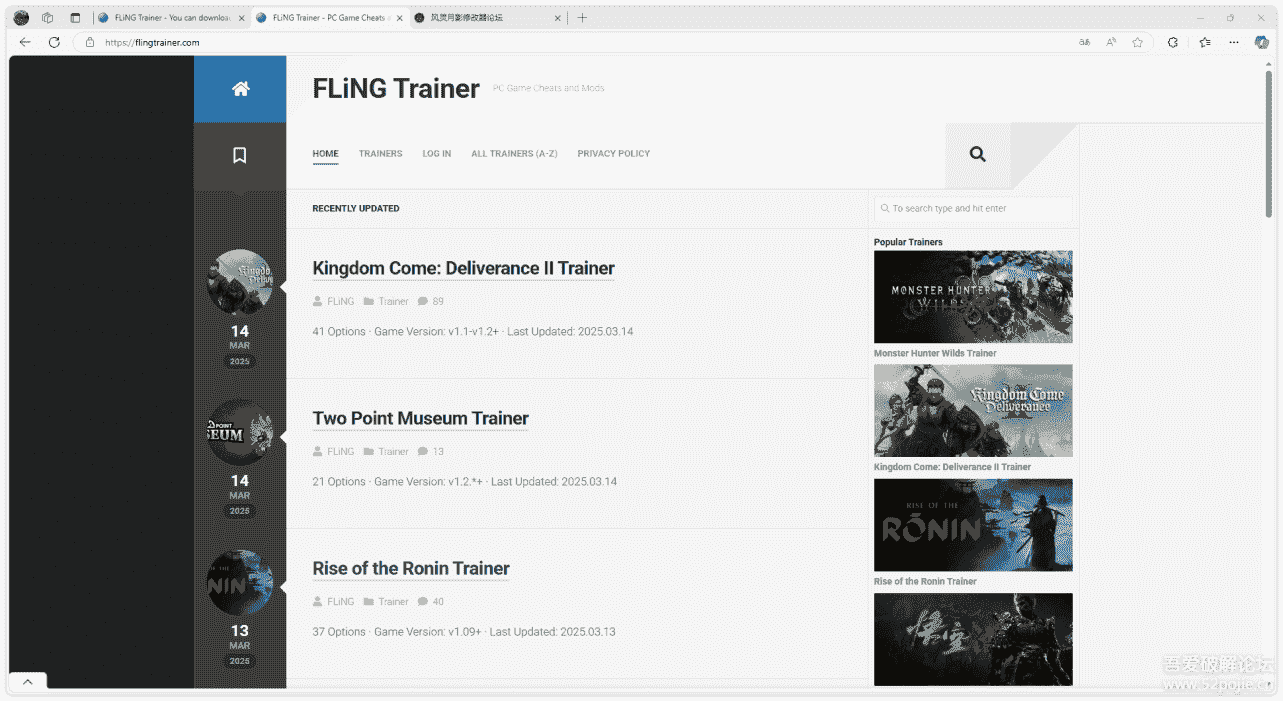 FLiNG Trainer - You can downloa
FLiNG Trainer - PC Game Cheats
风灵月影修改器论坛
https://flingtrainer.com
FLiNG Trainer
PC Game Cheats and Mods
HOME
TRAINERS
LOG IN
ALL TRAINERS (A-Z)
PRIVACY POLICY
RECENTLY UPDATED
To search type and hit enter
Kingdom Come: Deliverance II Trainer
FLiNG Trainer 89
41 Options · Game Version: v1.1-v1.2+ · Last Updated: 2025.03.14
14
MAR
2025
Two Point Museum Trainer
FLiNG Trainer 13
21 Options · Game Version: v1.2.*+ · Last Updated: 2025.03.14
POINT
SEUM
14
MAR
2025
Rise of the Ronin Trainer
FLiNG Trainer 40
37 Options · Game Version: v1.09+ · Last Updated: 2025.03.13
NIN
13
MAR
2025
Popular Trainers
MONSTER HUNTER
WILDS
Monster Hunter Wilds Trainer
Kingdom Come
Deliverance
Kingdom Come: Deliverance II Trainer
RISE OF THE
RONIN
Rise of the Ronin Trainer
悟空
吾爱破解论坛
www.52pojie.cn